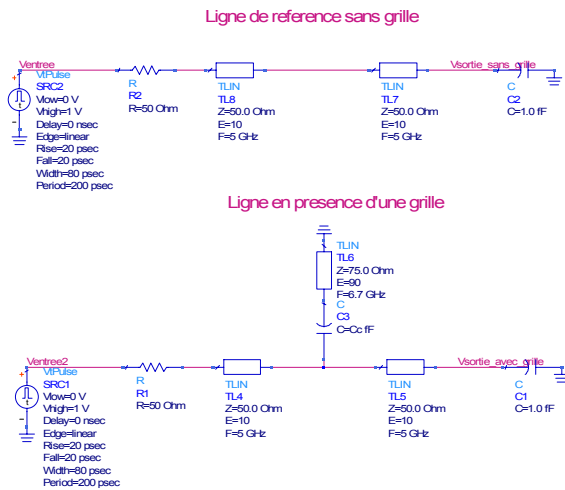 Ligne de reference sans grille
Ventree
Vsortie_sans_grille
VtPulse
SRC2
Vlow=0 V
Vhigh=1 V
Delay=0 nsec
Edge=linear
Rise=20 psec
Fall=20 psec
Width=80 psec
Period=200 psec
t
R
R2
R=50 Ohm
TLIN
TL8
Z=50.0 Ohm
E=10
F=5 GHz
TLIN
TL7
Z=50.0 Ohm
E=10
F=5 GHz
C
C2
C=1.0 fF
Ligne en presence d'une grille
TLIN
TL6
Z=75.0 Ohm
E=90
F=6.7 GHz
C
C3
C=Cc fF
Ventree2
Vsortie_avec_grille
VtPulse
SRC1
Vlow=0 V
Vhigh=1 V
Delay=0 nsec
Edge=linear
Rise=20 psec
Fall=20 psec
Width=80 psec
Period=200 psec
t
R
R1
R=50 Ohm
TLIN
TL4
Z=50.0 Ohm
E=10
F=5 GHz
TLIN
TL5
Z=50.0 Ohm
E=10
F=5 GHz
C
C1
C=1.0 fF